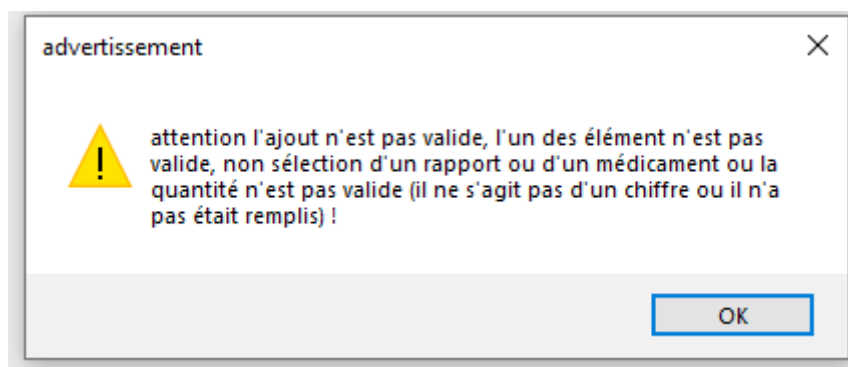 advertissement
attention l'ajout n'est pas valide, l'un des élément n'est pas
valide, non sélection d'un rapport ou d'un médicament ou la
quantité n'est pas valide (il ne s'agit pas d'un chiffre ou il n'a
pas était remplis) !
OK